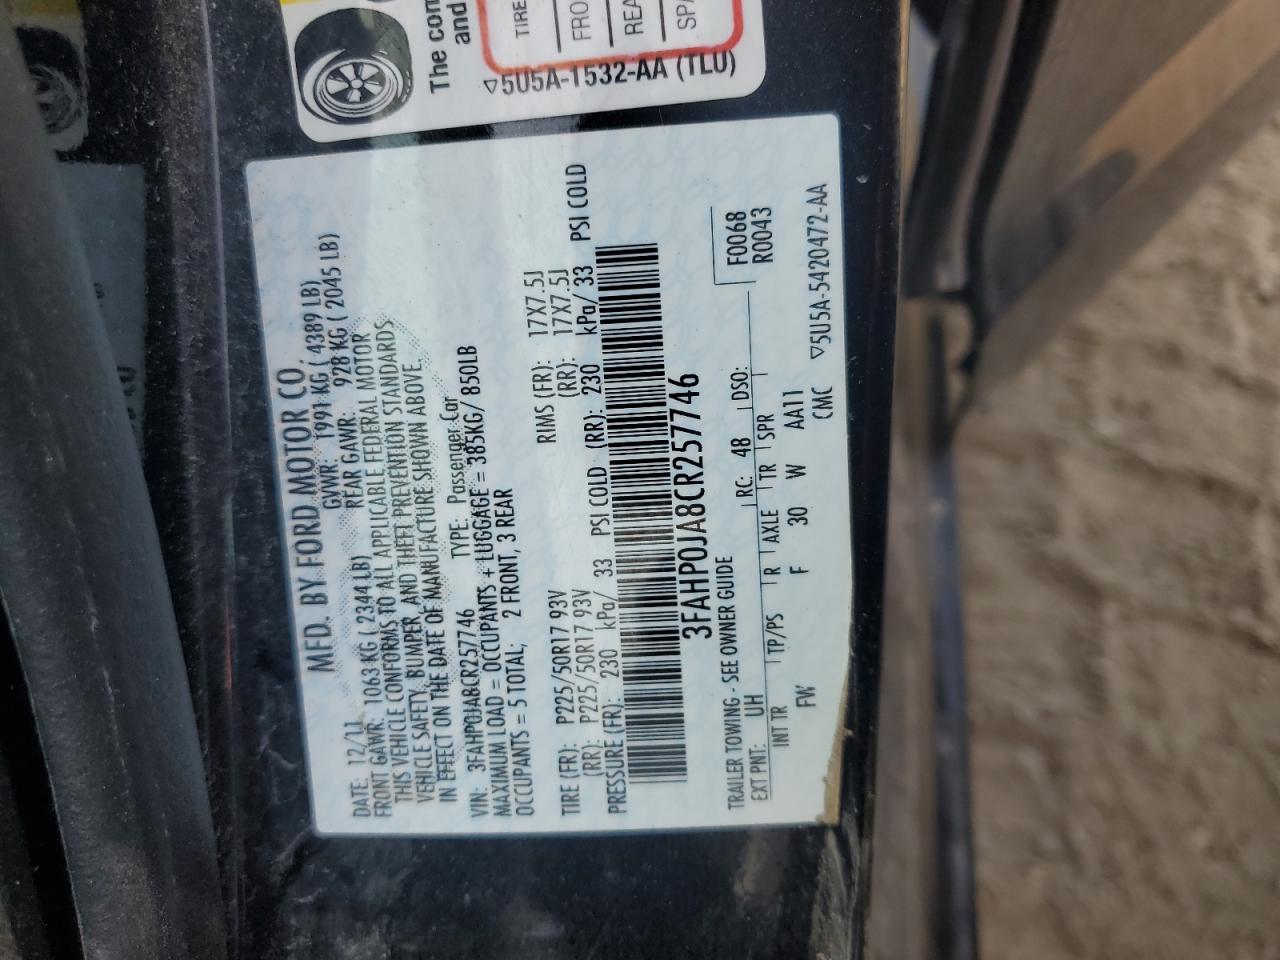 The com
and
TIRE
FRO
REA
SPA
▽5U5A-1532-AA (TLU)
MFD. BY FORD MOTOR CO.
DATE: 12/11 GVWR: 1991 KG ( 4389 LB)
FRONT GAWR: 1063 KG ( 2344 LB) REAR GAWR: 928 KG ( 2045 LB)
THIS VEHICLE CONFORMS TO ALL APPLICABLE FEDERAL MOTOR
VEHICLE SAFETY, BUMPER, AND THEFT PREVENTION STANDARDS
IN EFFECT ON THE DATE OF MANUFACTURE SHOWN ABOVE.
VIN: 3FAHP0JA8CR257746 TYPE: Passenger Car
MAXIMUM LOAD = OCCUPANTS + LUGGAGE = 385KG/ 850LB
OCCUPANTS = 5 TOTAL, 2 FRONT, 3 REAR
TIRE (FR): P225/50R17 93V RIMS (FR): 17X7.5J
(RR): P225/50R17 93V (RR): 17X7.5J
PRESSURE (FR): 230 kPa/ 33 PSI COLD (RR): 230 kPa/ 33 PSI COLD
3FAHP0JA8CR257746
TRAILER TOWING - SEE OWNER GUIDE F0068
EXT PNT: UH RC: 48 DSO: R0043
INT TR TP/PS R AXLE TR SPR
FW F 30 W AA11
CMC ▽5U5A-5420472-AA